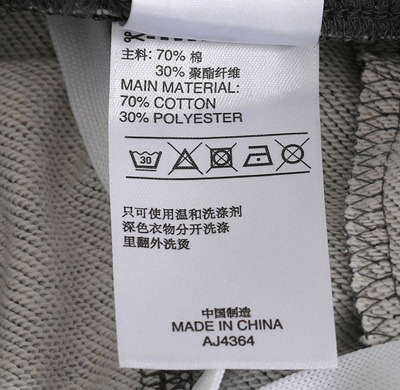 主料: 70% 棉
30% 聚酯纤维
MAIN MATERIAL:
70% COTTON
30% POLYESTER
30
只可使用温和洗涤剂
深色衣物分开洗涤
里翻外洗烫
中国制造
MADE IN CHINA
AJ4364